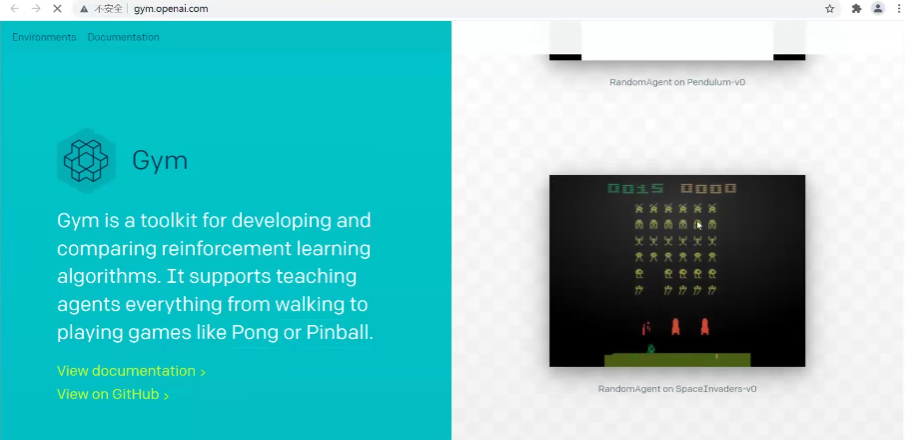 不安全 gym.openai.com
Environments Documentation
Gym
Gym is a toolkit for developing and
comparing reinforcement learning
algorithms. It supports teaching
agents everything from walking to
playing games like Pong or Pinball.
View documentation >
View on GitHub >
RandomAgent on Pendulum-v0
0015 0000
RandomAgent on SpaceInvaders-v0